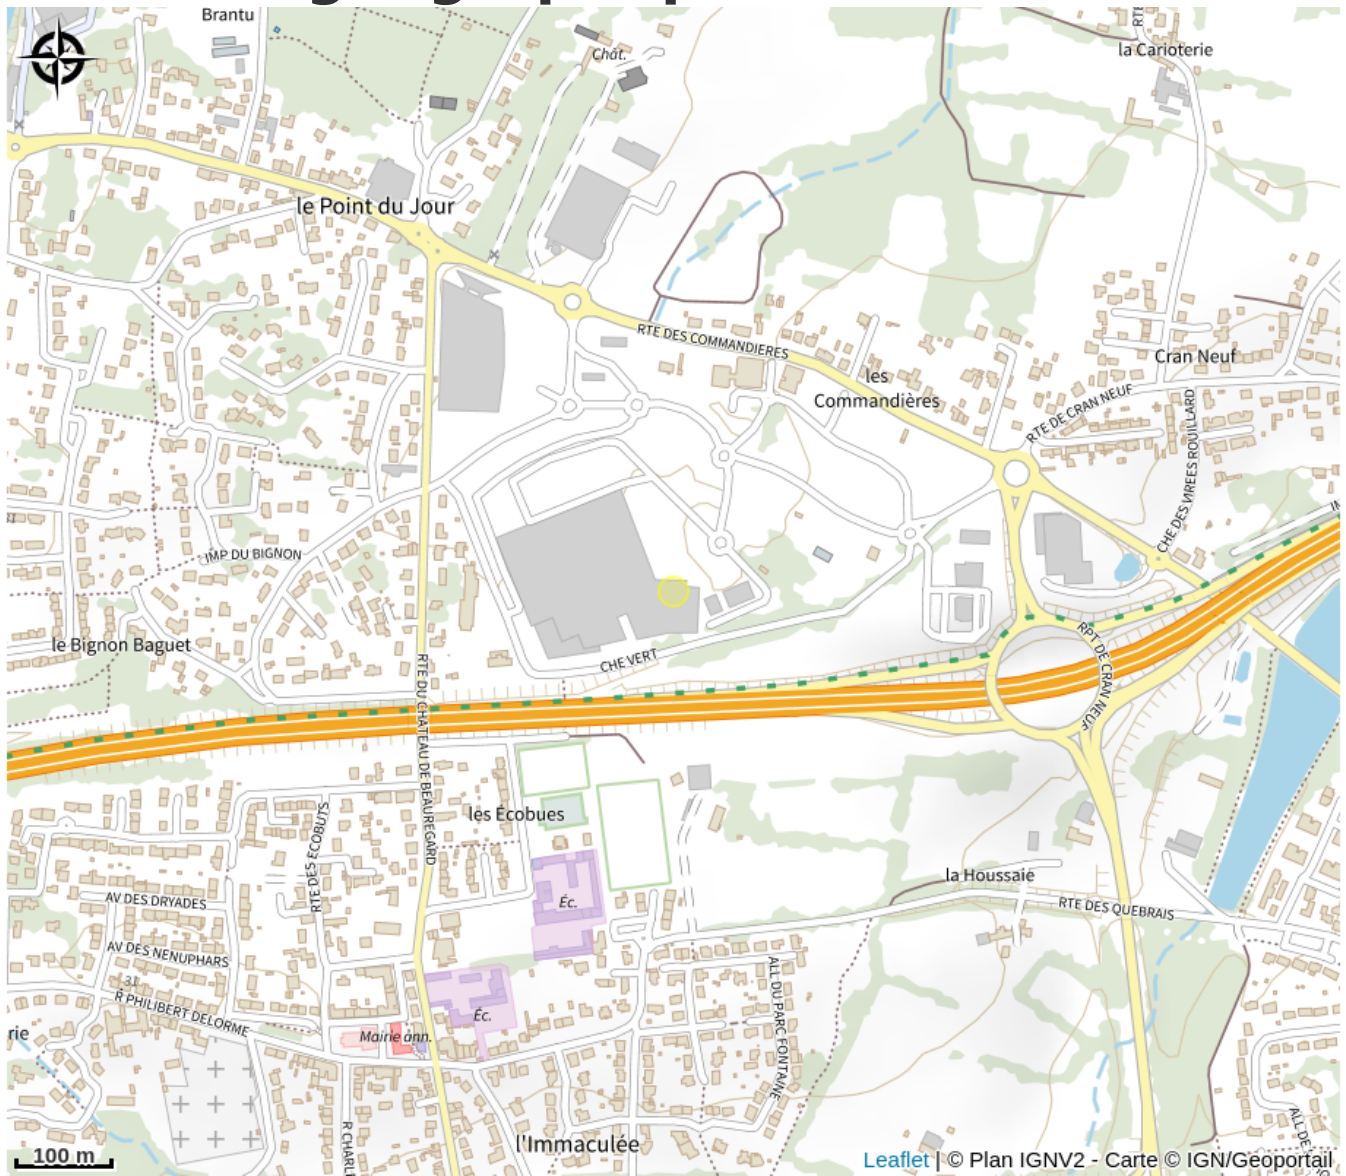 Brantu
Chât.
la Carioterie
le Point du Jour
RTE DES COMMANDIERES
les
Commandières
Cran Neuf
RTE DE CRAN NEUF
CHE DES VIREES ROUILLARD
IMP DU BIGNON
le Bignon Baguet
CHE VERT
RPT DE CRAN NEUF
RTE DU CHATEAU DE BEAUREGARD
les Écobues
RTE DES ECOBUTS
la Houssaie
AV DES DRYADES
Éc.
RTE DES QUEBRAIS
AV DES NENUPHARS
31
R PHILIBERT DELORME
Éc.
ALL DU PARC FONTAINE
rie
Mairie ann.
l'Immaculée
100 m
Leaflet | © Plan IGNV2 - Carte © IGN/Geoportail